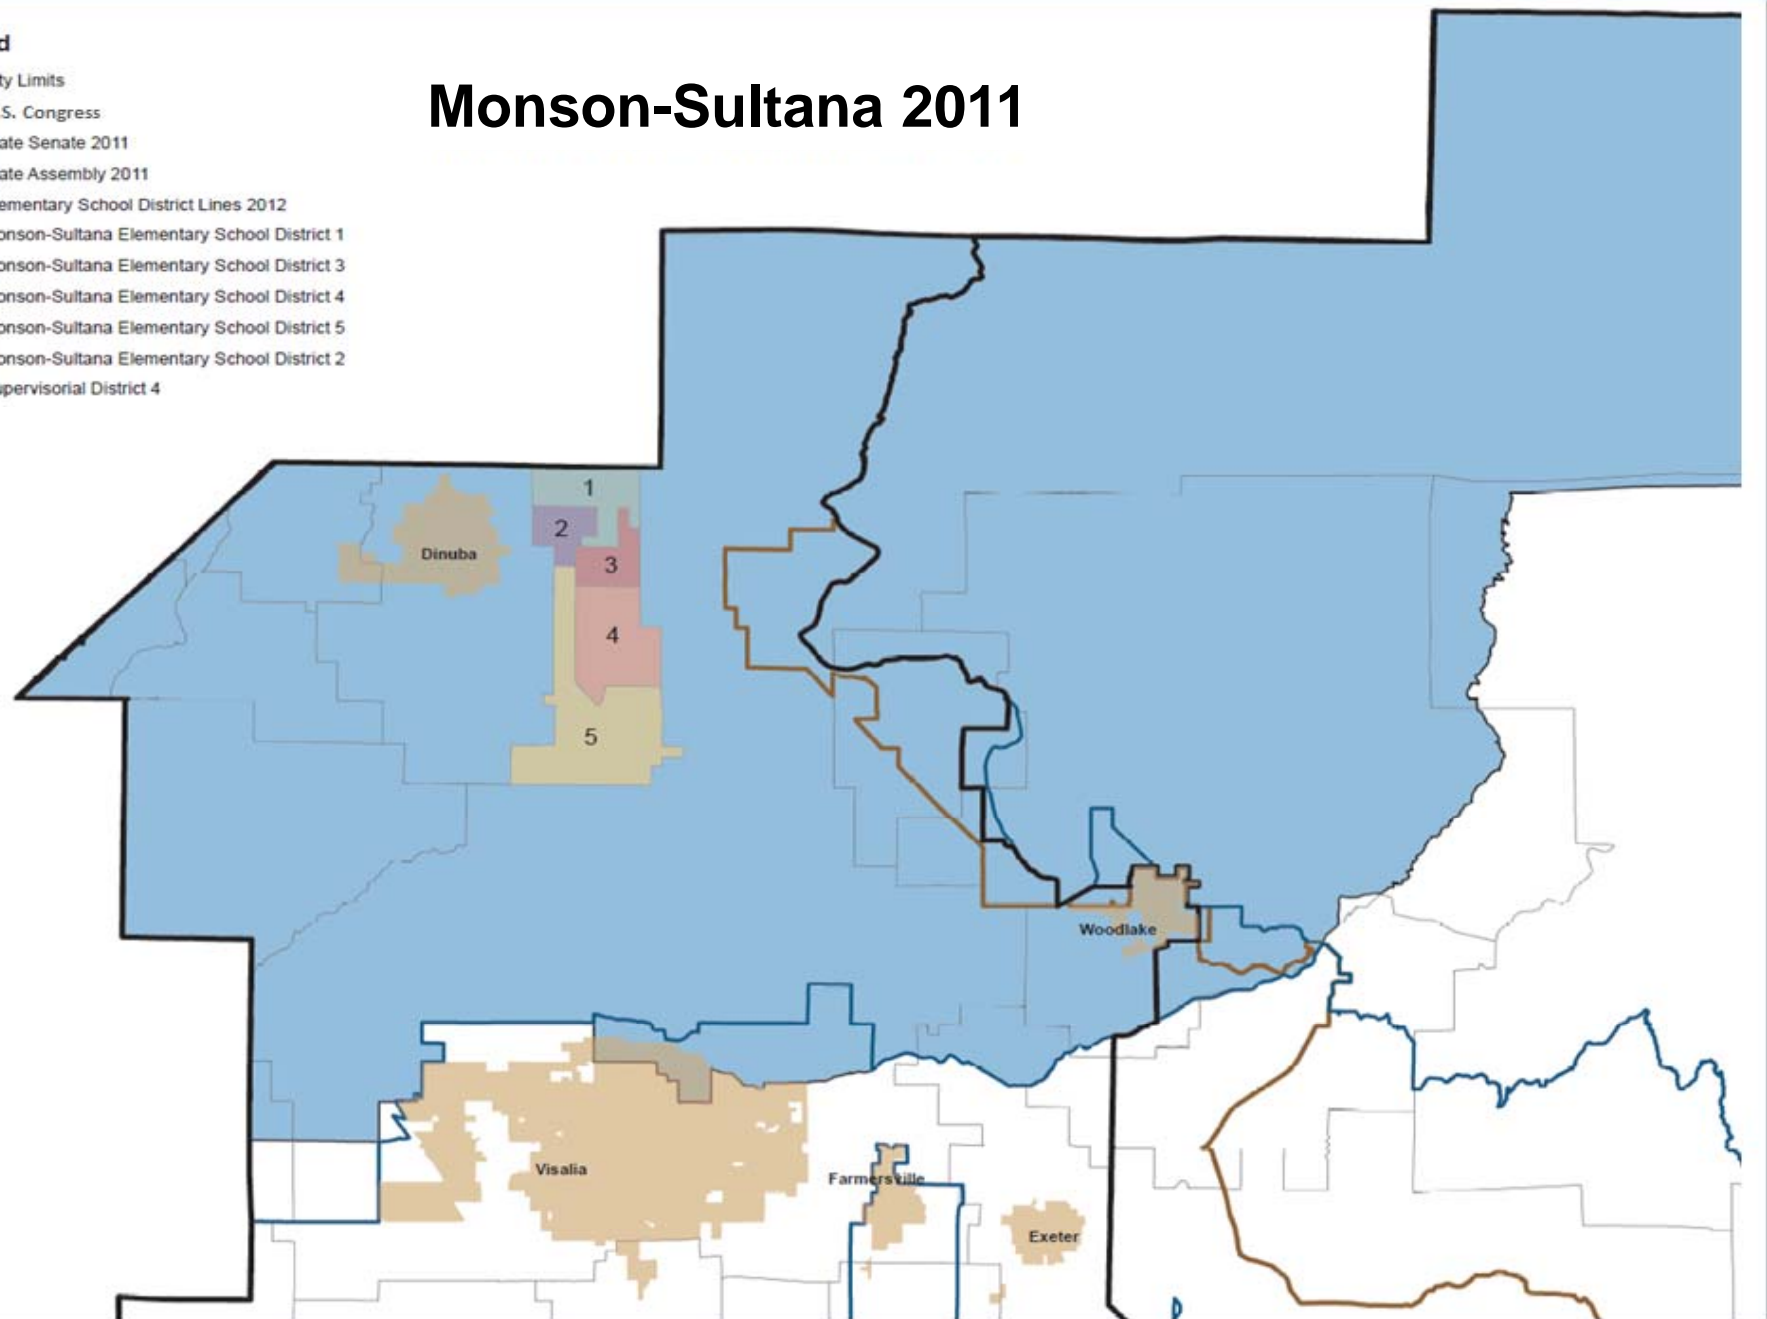 d
ty Limits
.S. Congress
ate Senate 2011
ate Assembly 2011
ementary School District Lines 2012
onson-Sultana Elementary School District 1
onson-Sultana Elementary School District 3
onson-Sultana Elementary School District 4
onson-Sultana Elementary School District 5
onson-Sultana Elementary School District 2
upervisorial District 4
Monson-Sultana 2011
1
2
Dinuba
3
4
5
Woodlake
Visalia
Farmersville
Exeter